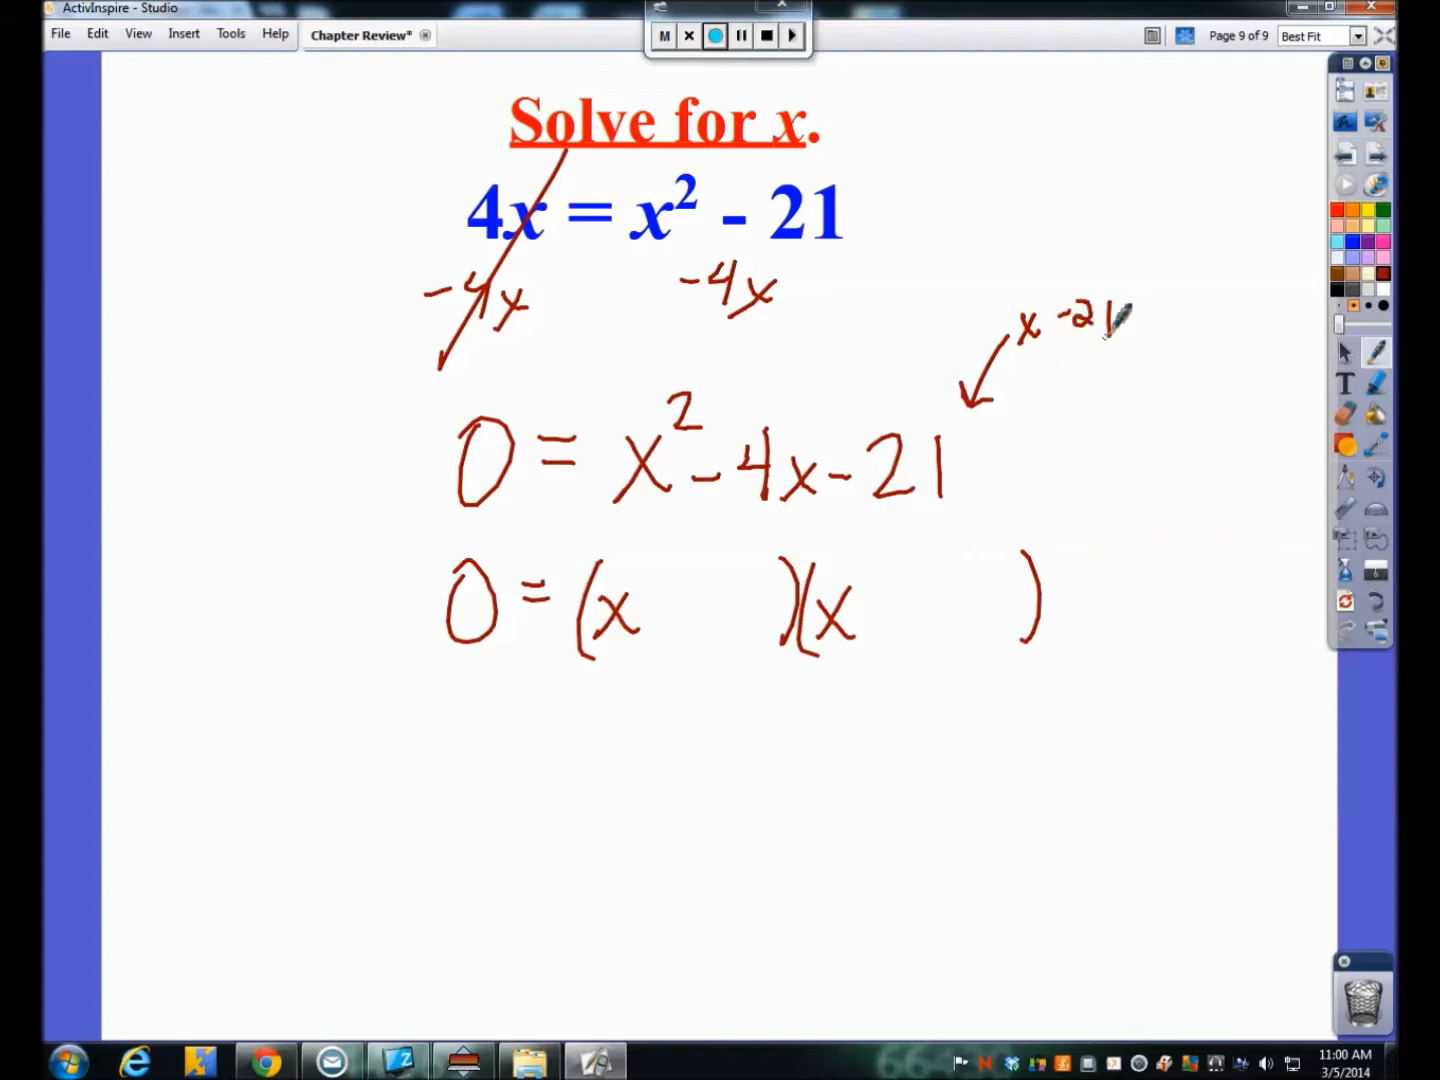 ActivInspire - Studio
File Edit View Insert Tools Help Chapter Review* M Page 9 of 9 Best Fit
Solve for x.
4x = x² - 21
-4x -4x
x -21
0 = x² - 4x - 21
0 = (x )(x )
T
11:00 AM
3/5/2014